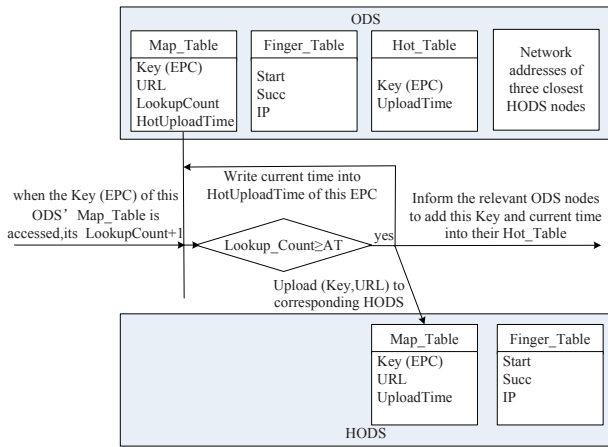 ODS
Map_Table
Key (EPC)
URL
LookupCount
HotUploadTime
Finger_Table
Start
Succ
IP
Hot_Table
Key (EPC)
UploadTime
Network
addresses of
three closest
HODS nodes
Write current time into
HotUploadTime of this EPC
when the Key (EPC) of this
ODS’ Map_Table is
accessed,its LookupCount+1
Lookup_Count≥AT
yes
Inform the relevant ODS nodes
to add this Key and current time
into their Hot_Table
Upload (Key,URL) to
corresponding HODS
Map_Table
Key (EPC)
URL
UploadTime
Finger_Table
Start
Succ
IP
HODS